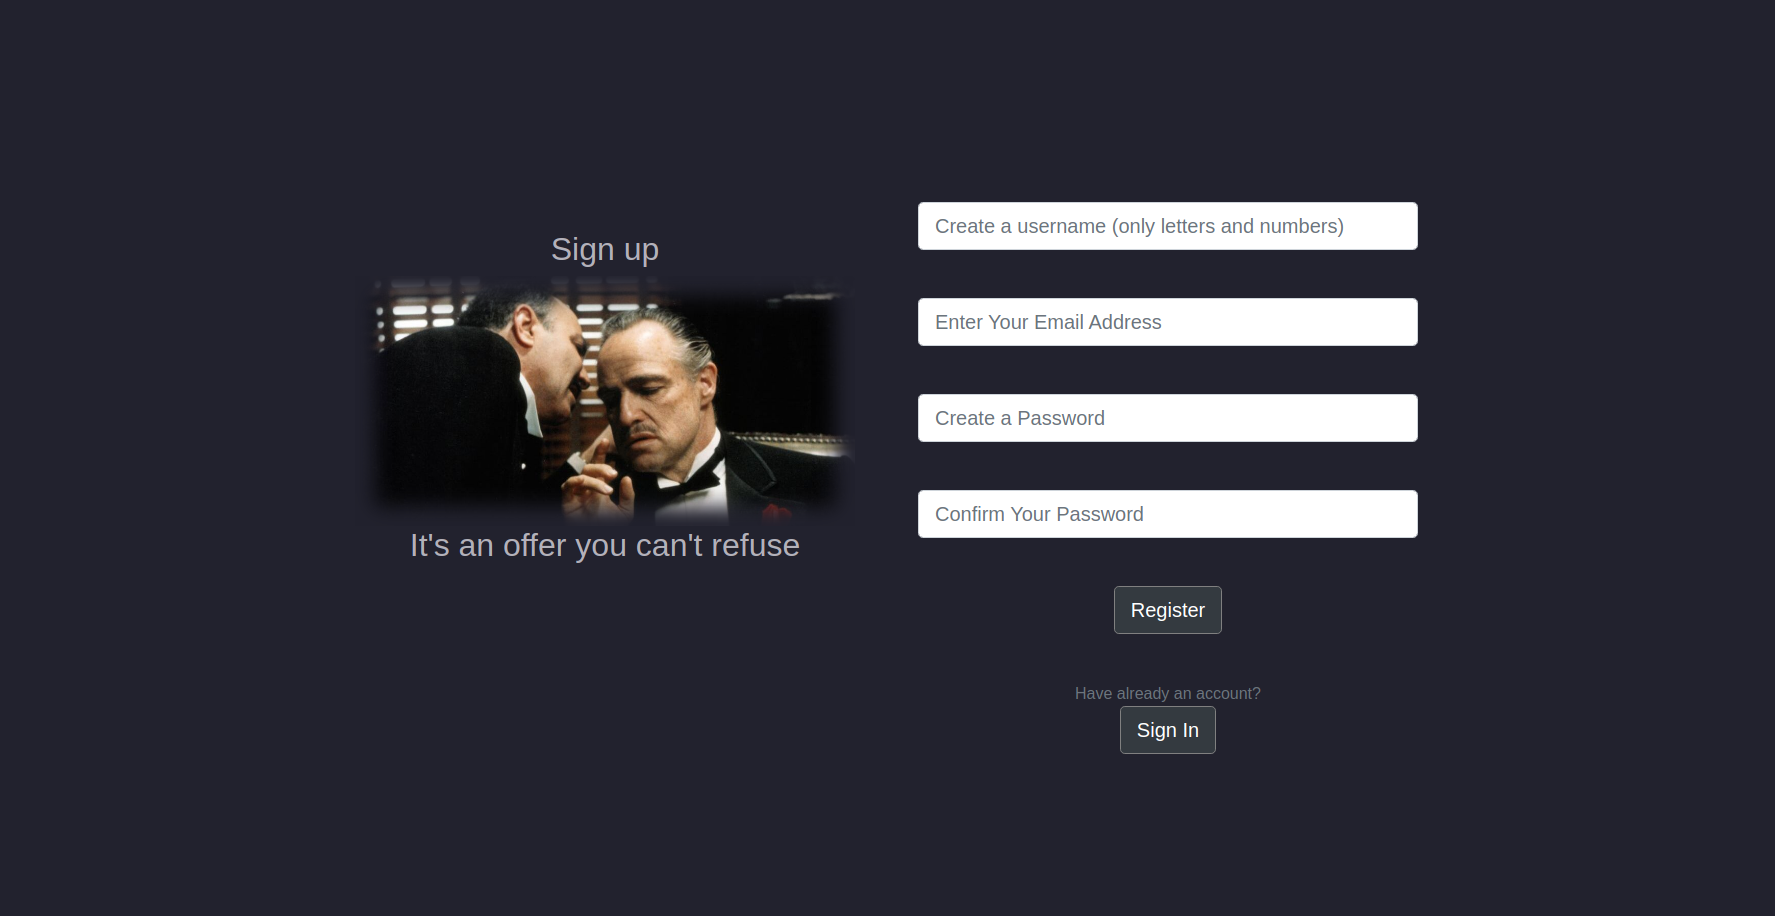 Sign up
It's an offer you can't refuse
Create a username (only letters and numbers)
Enter Your Email Address
Create a Password
Confirm Your Password
Register
Have already an account?
Sign In